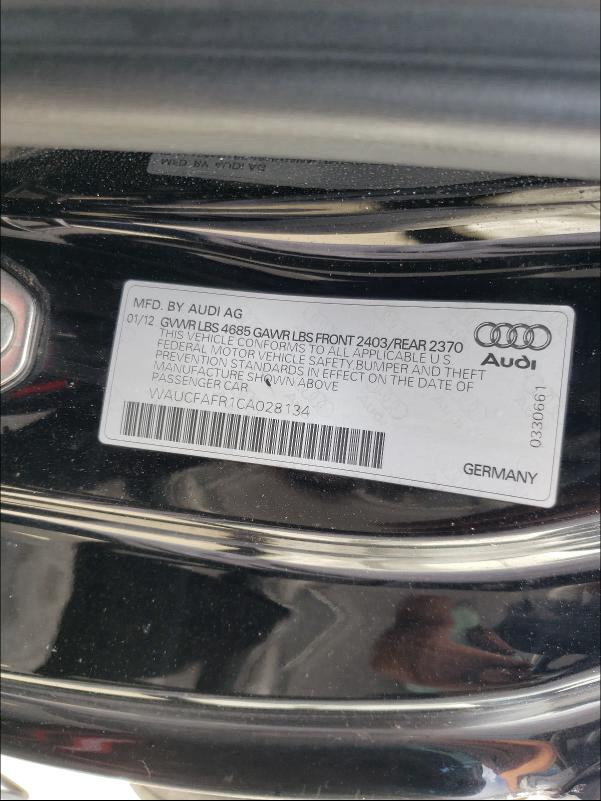 MFD. BY AUDI AG
01/12 GVWR LBS 4685 GAWR LBS FRONT 2403/REAR 2370
THIS VEHICLE CONFORMS TO ALL APPLICABLE U S
FEDERAL MOTOR VEHICLE SAFETY BUMPER AND THEFT
PREVENTION STANDARDS IN EFFECT ON THE DATE OF
MANUFACTURE SHOWN ABOVE
PASSENGER CAR
WAUCFAFR1CA028134
Audi
0330661
GERMANY